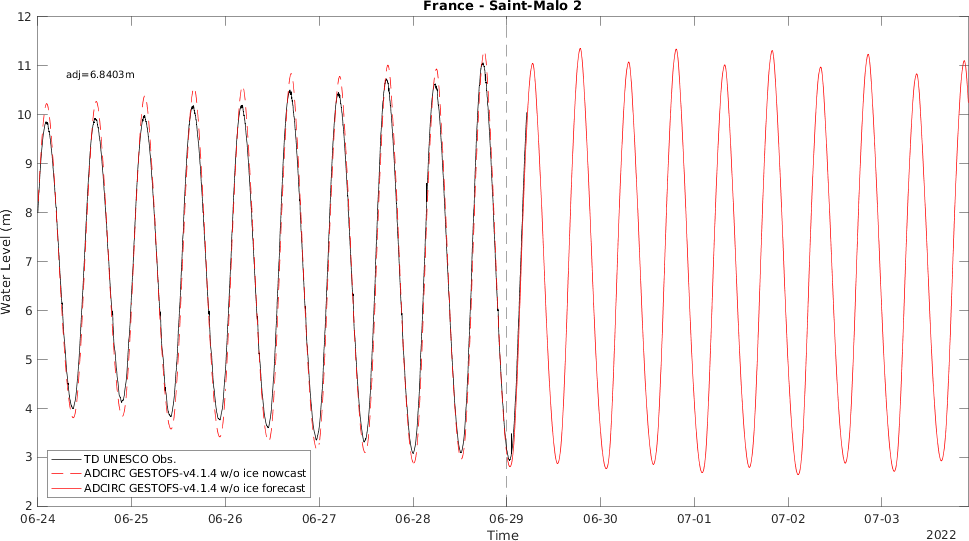 France - Saint-Malo 2
12
11
10
9
8
7
6
5
4
3
2
Water Level (m)
adj=6.8403m
TD UNESCO Obs.
ADCIRC GESTOFS-v4.1.4 w/o ice nowcast
ADCIRC GESTOFS-v4.1.4 w/o ice forecast
06-24 06-25 06-26 06-27 06-28 06-29 06-30 07-01 07-02 07-03
Time
2022